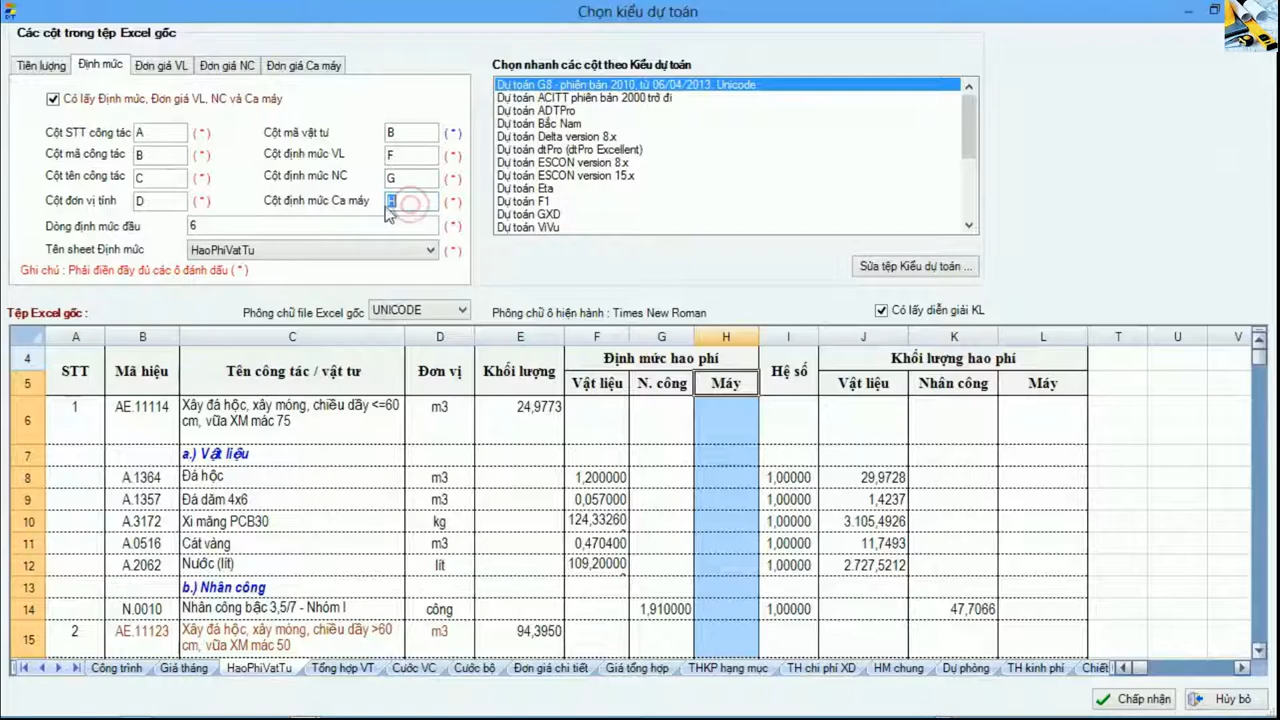 Chọn kiểu dự toán
Các cột trong tệp Excel gốc
Tiên lượng
Định mức
Đơn giá VL
Đơn giá NC
Đơn giá Ca máy
Có lấy Định mức, Đơn giá VL, NC và Ca máy
Cột STT công tác A (*) Cột mã vật tư B (*)
Cột mã công tác B (*) Cột định mức VL F (*)
Cột tên công tác C (*) Cột định mức NC G (*)
Cột đơn vị tính D (*) Cột định mức Ca máy H (*)
Dòng định mức đầu 6 (*)
Tên sheet Định mức HaoPhiVatTu (*)
Ghi chú : Phải điền đầy đủ các ô đánh dấu (*)
Chọn nhanh các cột theo Kiểu dự toán
Dự toán G8 - phiên bản 2010, từ 06/04/2013. Unicode
Dự toán ACITT phiên bản 2000 trở đi
Dự toán ADTPro
Dự toán Bắc Nam
Dự toán Delta version 8.x
Dự toán dtPro (dtPro Excellent)
Dự toán ESCON version 8.x
Dự toán ESCON version 15.x
Dự toán Eta
Dự toán F1
Dự toán GXD
Dự toán ViVu
Sửa tệp Kiểu dự toán ...
Tệp Excel gốc : Phông chữ file Excel gốc UNICODE Phông chữ ô hiện hành : Times New Roman Có lấy diễn giải KL
A B C D E F G H I J K L T U V
4 STT Mã hiệu Tên công tác / vật tư Đơn vị Khối lượng Định mức hao phí Hệ số Khối lượng hao phí
5 Vật liệu N. công Máy Vật liệu Nhân công Máy
6 1 AE.11114 Xây đá hộc, xây móng, chiều dầy <=60 m3 24,9773
cm, vữa XM mác 75
7 a.) Vật liệu
8 A.1364 Đá hộc m3 1,200000 1,00000 29,9728
9 A.1357 Đá dăm 4x6 m3 0,057000 1,00000 1,4237
10 A.3172 Xi măng PCB30 kg 124,33260 1,00000 3.105,4926
11 A.0516 Cát vàng m3 0,470400 1,00000 11,7493
12 A.2062 Nước (lít) lít 109,20000 1,00000 2.727,5212
13 b.) Nhân công
14 N.0010 Nhân công bậc 3,5/7 - Nhóm I công 1,910000 1,00000 47,7066
15 2 AE.11123 Xây đá hộc, xây móng, chiều dầy >60 m3 94,3950
cm, vữa XM mác 50
Công trình Giá tháng HaoPhiVatTu Tổng hợp VT Cước VC Cước bộ Đơn giá chi tiết Giá tổng hợp THKP hạng mục TH chi phí XD HM chung Dự phòng TH kinh phí Chiết
Chấp nhận Hủy bỏ